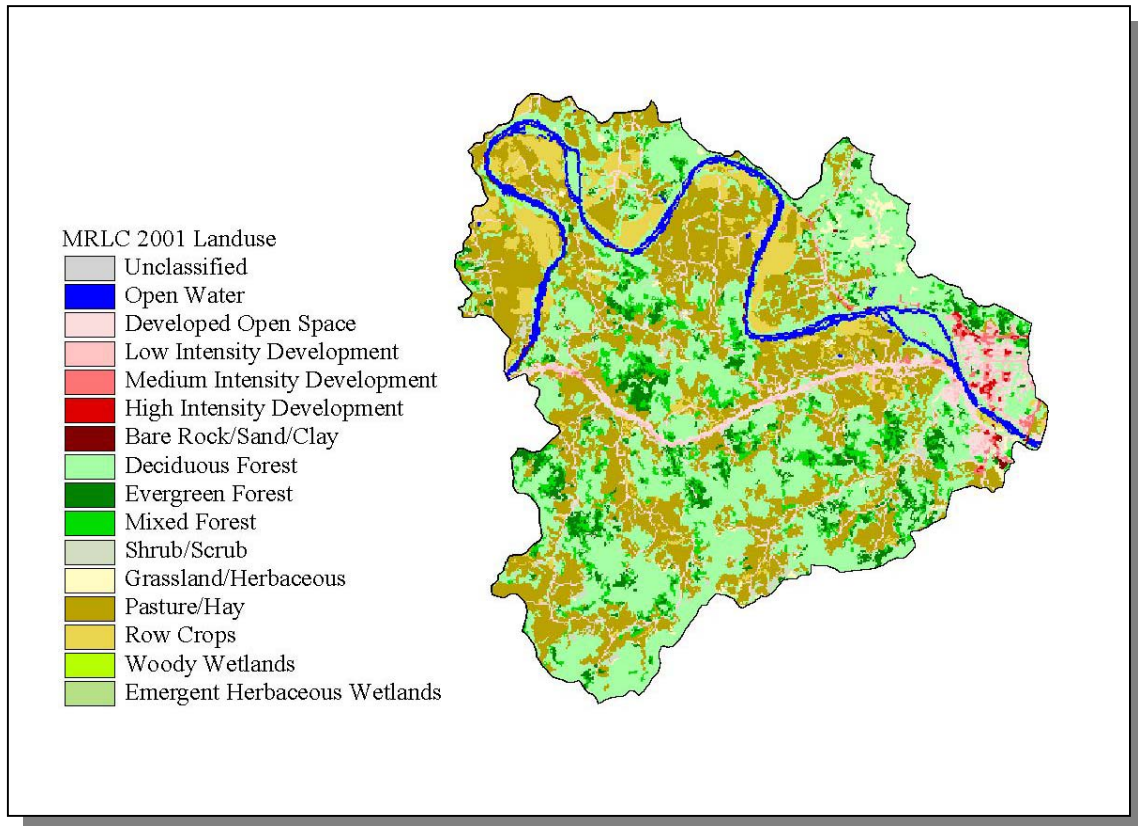 MRLC 2001 Landuse
Unclassified
Open Water
Developed Open Space
Low Intensity Development
Medium Intensity Development
High Intensity Development
Bare Rock/Sand/Clay
Deciduous Forest
Evergreen Forest
Mixed Forest
Shrub/Scrub
Grassland/Herbaceous
Pasture/Hay
Row Crops
Woody Wetlands
Emergent Herbaceous Wetlands